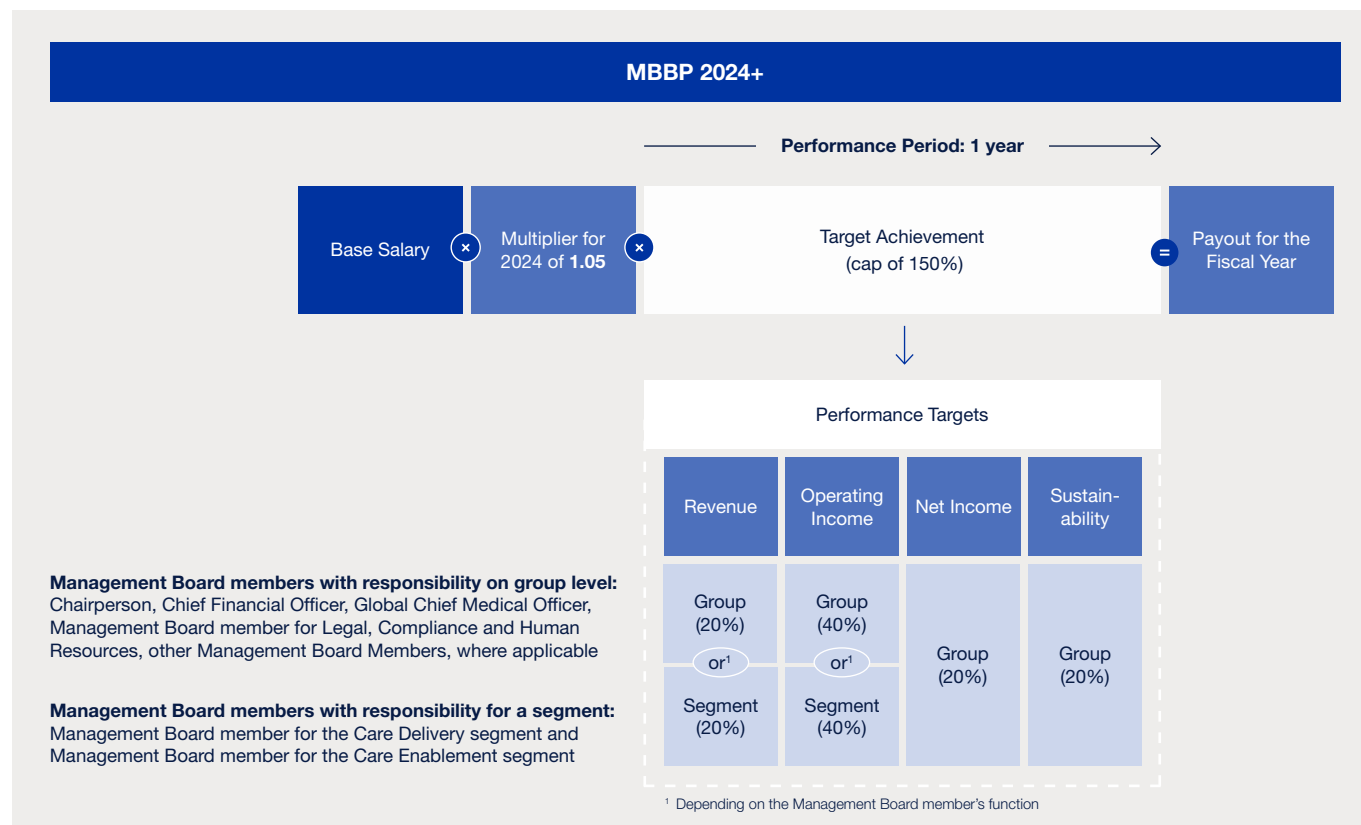 MBBP 2024+
Performance Period: 1 year
Base Salary
×
Multiplier for
2024 of 1.05
×
Target Achievement
(cap of 150%)
=
Payout for the
Fiscal Year
Performance Targets
Revenue
Operating
Income
Net Income
Sustain-
ability
Management Board members with responsibility on group level:
Chairperson, Chief Financial Officer, Global Chief Medical Officer,
Management Board member for Legal, Compliance and Human
Resources, other Management Board Members, where applicable
Management Board members with responsibility for a segment:
Management Board member for the Care Delivery segment and
Management Board member for the Care Enablement segment
Group
(20%)
or¹
Segment
(20%)
Group
(40%)
or¹
Segment
(40%)
Group
(20%)
Group
(20%)
¹ Depending on the Management Board member’s function